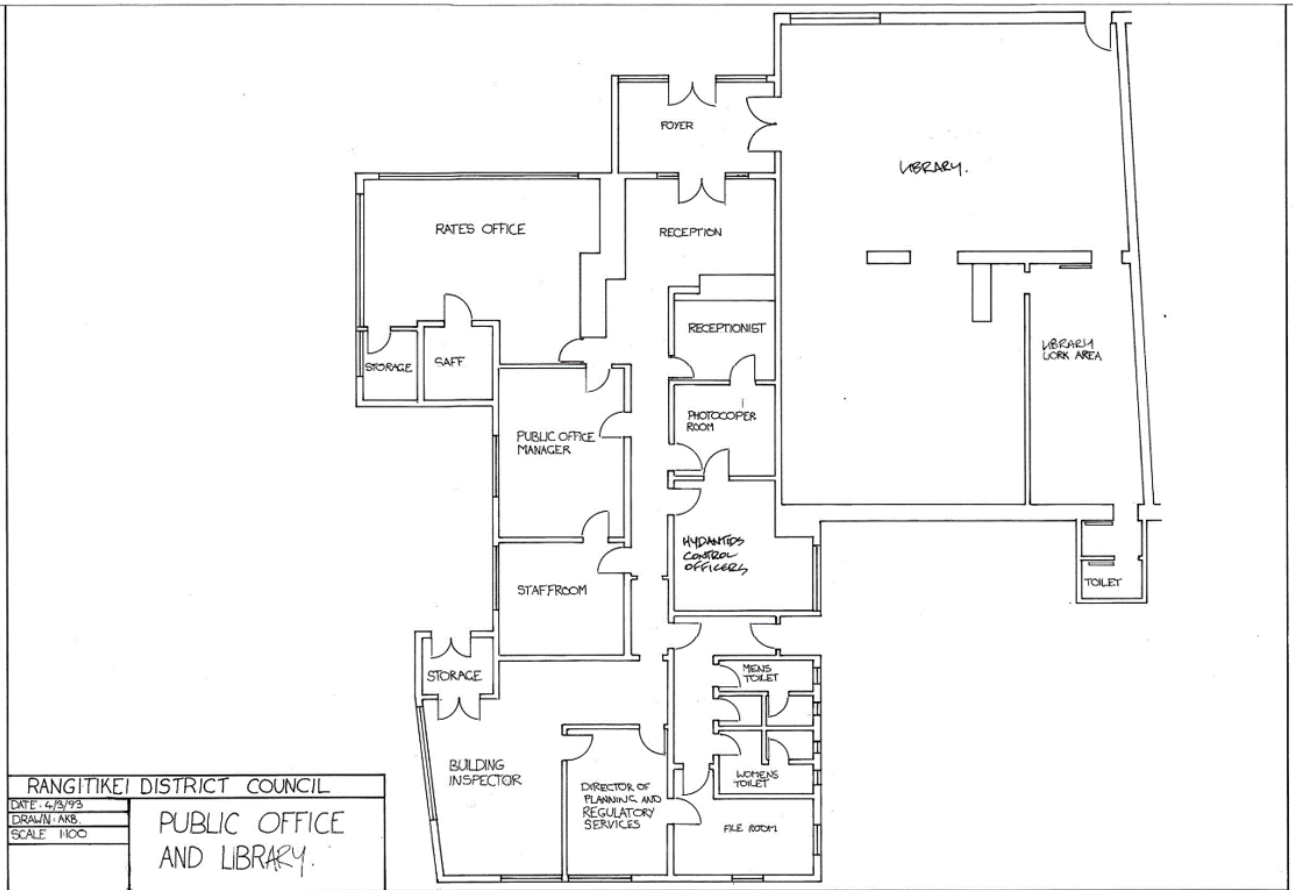 FOYER
LIBRARY.
RATES OFFICE
RECEPTION
RECEPTIONIST
LIBRARY
WORK AREA
STORAGE
SAFF
PHOTOCOPER
ROOM
PUBLIC OFFICE
MANAGER
HYDANTIDS
CONTROL
OFFICERS
STAFFROOM
TOILET
STORAGE
MENS
TOILET
BUILDING
INSPECTOR
DIRECTOR OF
PLANNING AND
REGULATORY
SERVICES
WOMENS
TOILET
FILE ROOM
RANGITIKEI DISTRICT COUNCIL
DATE: 4/3/93
DRAWN: AKB.
SCALE 1:100
PUBLIC OFFICE
AND LIBRARY.